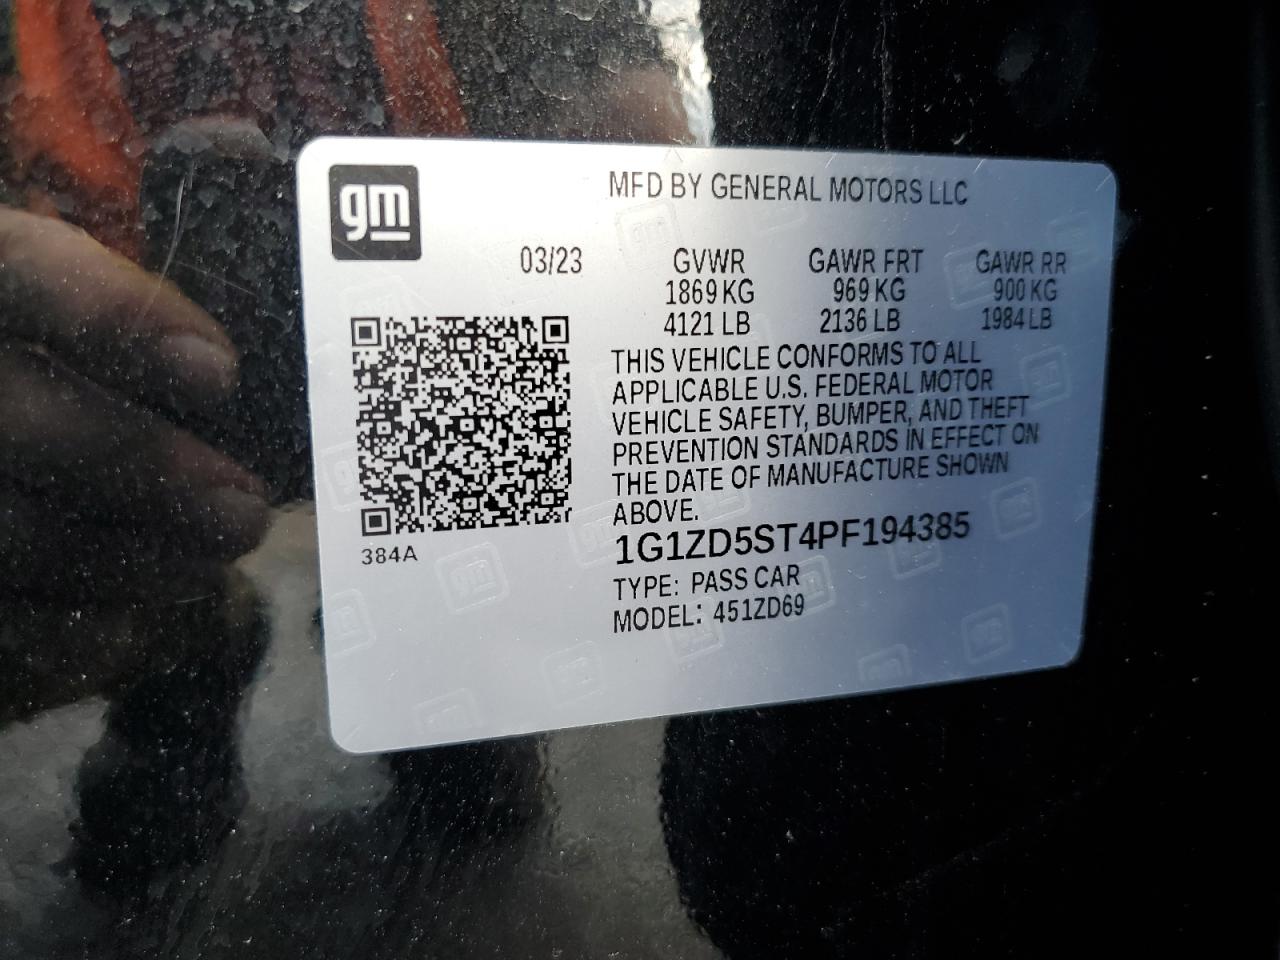 gm
MFD BY GENERAL MOTORS LLC
03/23 GVWR GAWR FRT GAWR RR
1869 KG 969 KG 900 KG
4121 LB 2136 LB 1984 LB
THIS VEHICLE CONFORMS TO ALL
APPLICABLE U.S. FEDERAL MOTOR
VEHICLE SAFETY, BUMPER, AND THEFT
PREVENTION STANDARDS IN EFFECT ON
THE DATE OF MANUFACTURE SHOWN
ABOVE.
384A
1G1ZD5ST4PF194385
TYPE: PASS CAR
MODEL: 451ZD69